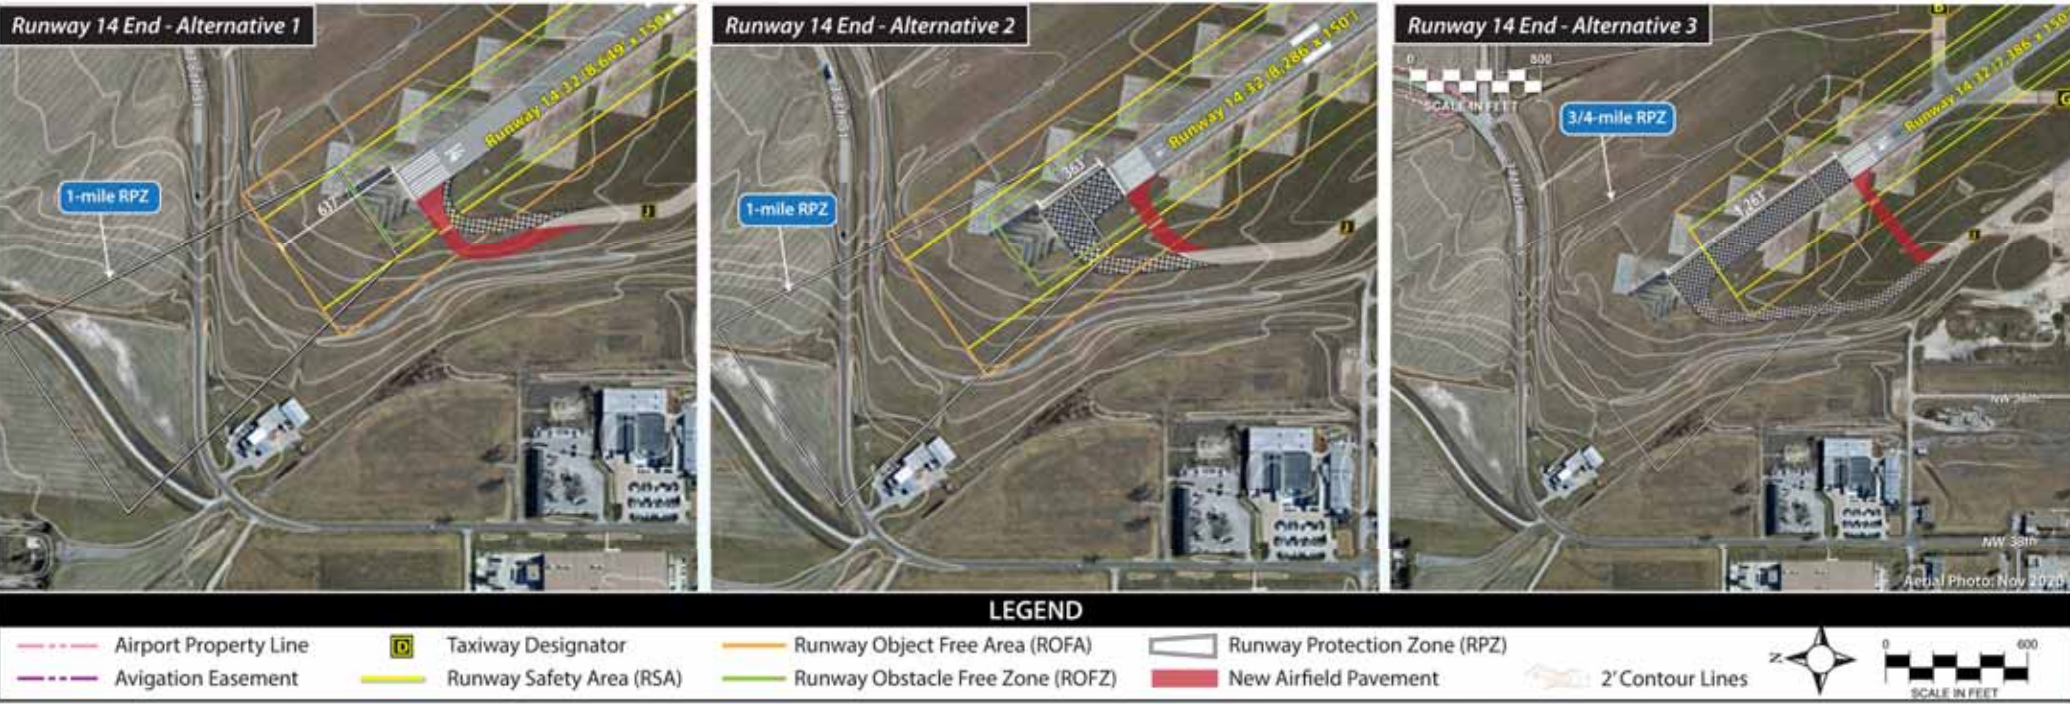 Runway 14 End - Alternative 1
Runway 14-32 (8,649' x 150')
1-mile RPZ
637'
J
Runway 14 End - Alternative 2
Runway 14-32 (8,286' x 150')
1-mile RPZ
363'
J
Runway 14 End - Alternative 3
0 800
SCALE IN FEET
B
Runway 14-32 (7,386' x 150'
3/4-mile RPZ
G
1,263'
J
NW 38th
Aerial Photo: Nov 2020
LEGEND
Airport Property Line
Avigation Easement
D Taxiway Designator
Runway Safety Area (RSA)
Runway Object Free Area (ROFA)
Runway Obstacle Free Zone (ROFZ)
Runway Protection Zone (RPZ)
New Airfield Pavement
2' Contour Lines
N
0 600
SCALE IN FEET